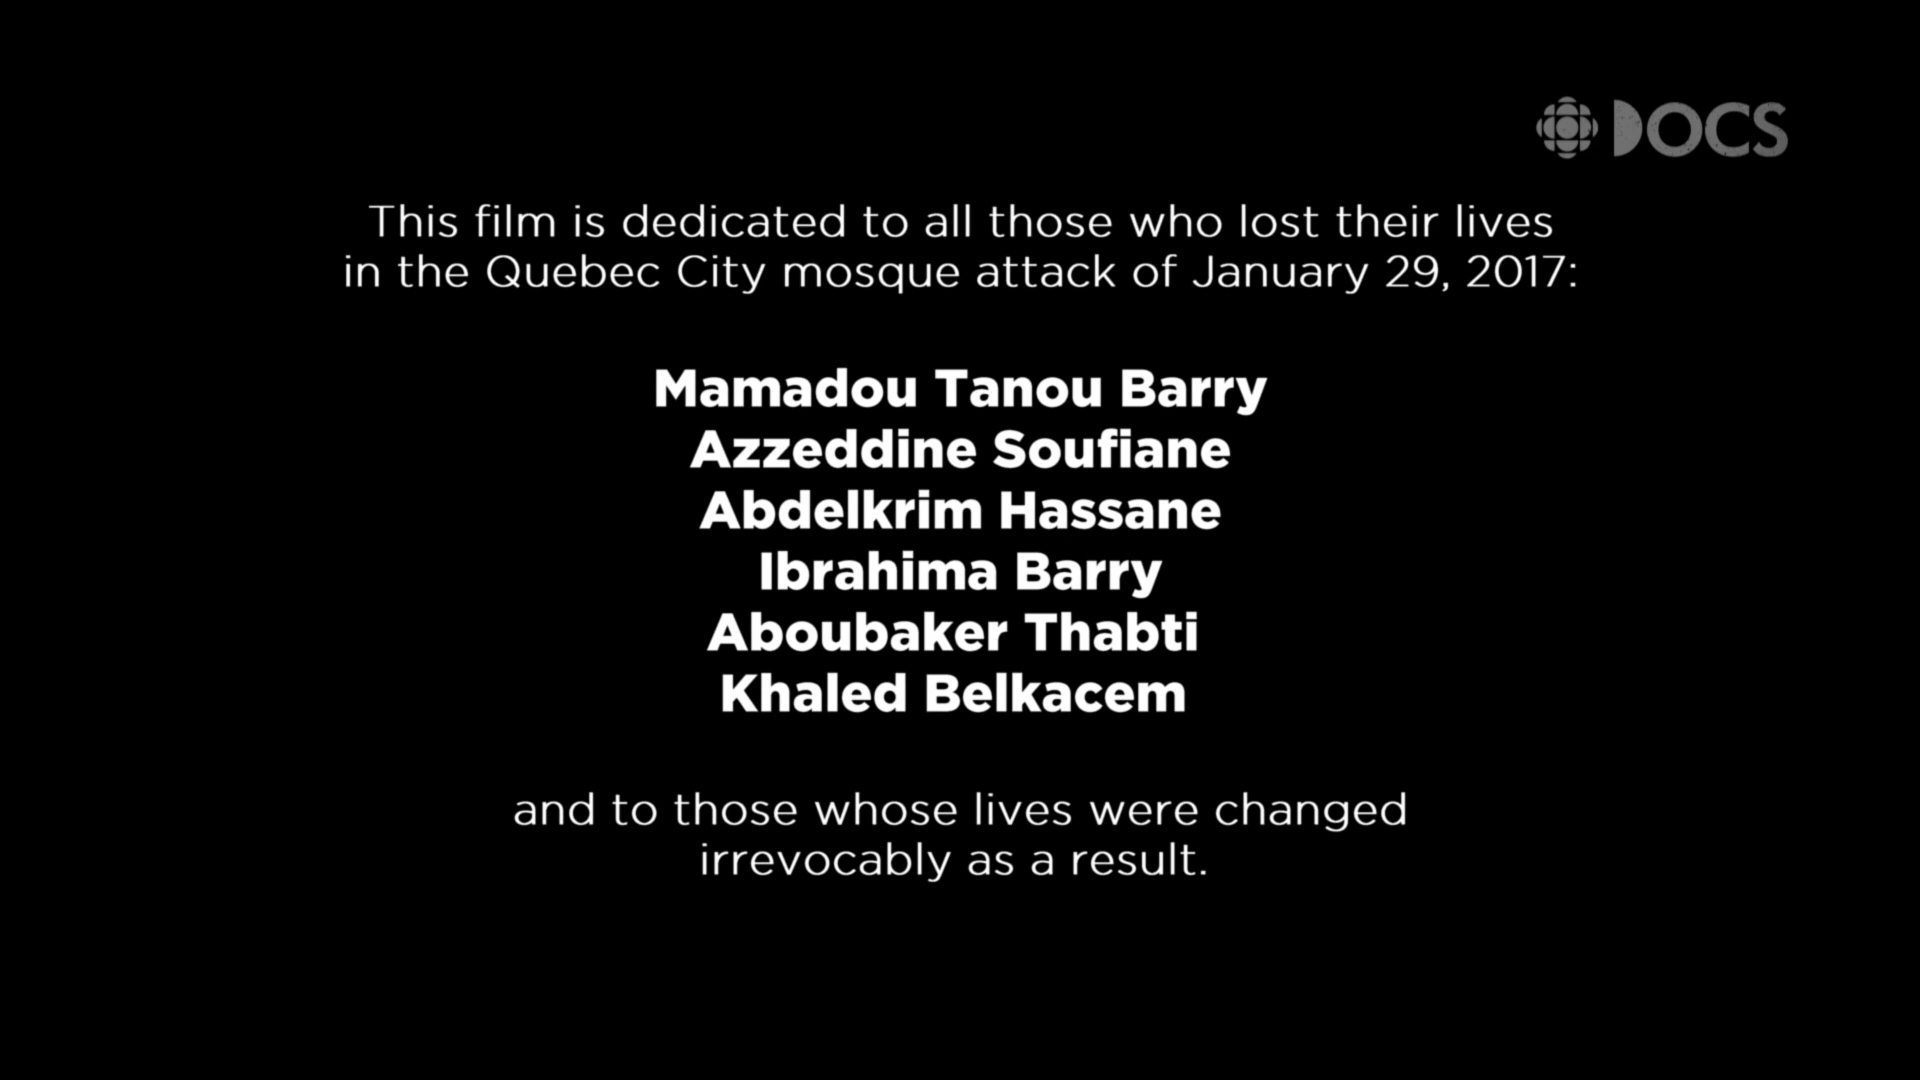 DOCS
This film is dedicated to all those who lost their lives
in the Quebec City mosque attack of January 29, 2017:
Mamadou Tanou Barry
Azzeddine Soufiane
Abdelkrim Hassane
Ibrahima Barry
Aboubaker Thabti
Khaled Belkacem
and to those whose lives were changed
irrevocably as a result.